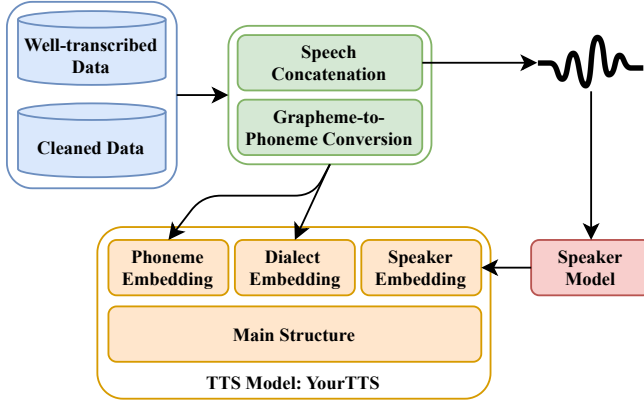 Well-transcribed
Data
Cleaned Data
Speech
Concatenation
Grapheme-to-
Phoneme Conversion
Phoneme
Embedding
Dialect
Embedding
Speaker
Embedding
Speaker
Model
Main Structure
TTS Model: YourTTS